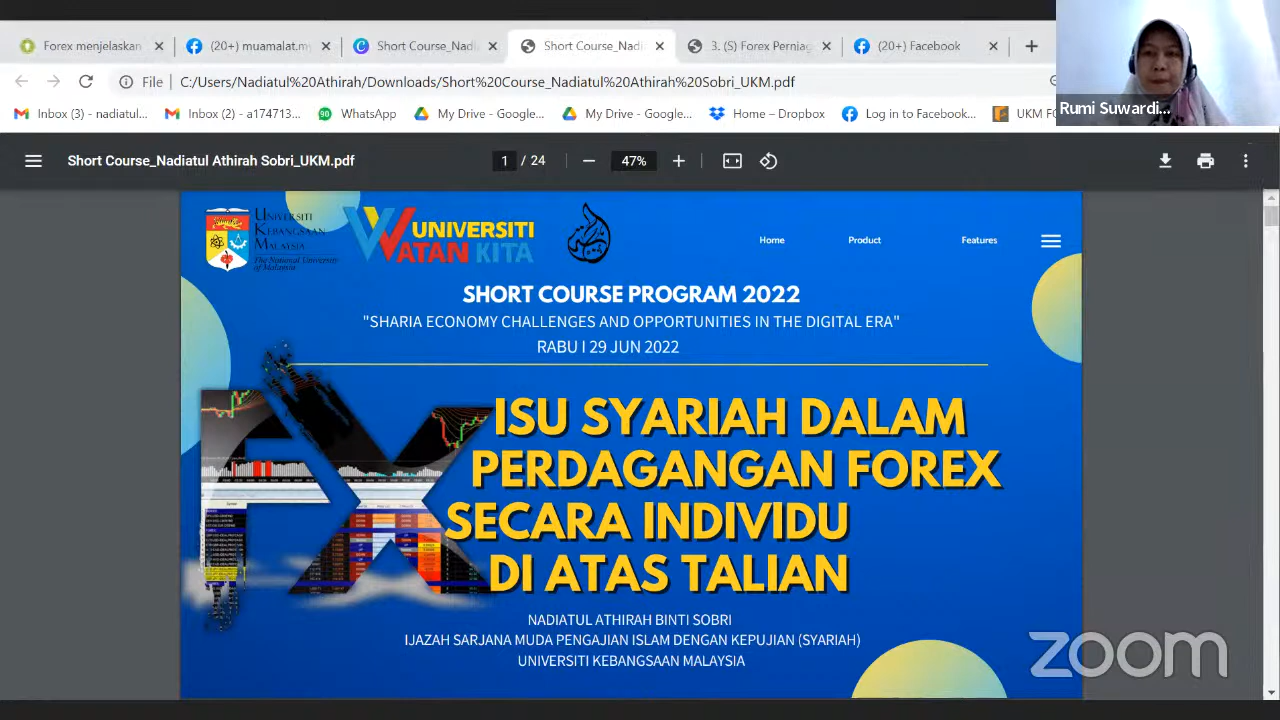 Forex menjelaskan
(20+) muamalat.m
Short Course_Nadi
Short Course_Nadi
3. (S) Forex Perniag
(20+) Facebook
File
C:/Users/Nadiatul%20Athirah/Downloads/Short%20Course_Nadiatul%20Athirah%20Sobri_UKM.pdf
Inbox (3) - nadiatul...
Inbox (2) - a174713...
90
WhatsApp
My Drive - Google...
My Drive - Google...
Home – Dropbox
Log in to Facebook...
UKM FO
Rumi Suwardi...
Short Course_Nadiatul Athirah Sobri_UKM.pdf
1 / 24
47%
UNIVERSITI
KEBANGSAAN
MALAYSIA
The National University
of Malaysia
UNIVERSITI
WATAN KITA
Home
Product
Features
SHORT COURSE PROGRAM 2022
"SHARIA ECONOMY CHALLENGES AND OPPORTUNITIES IN THE DIGITAL ERA"
RABU I 29 JUN 2022
FX
ISU SYARIAH DALAM
PERDAGANGAN FOREX
SECARA INDIVIDU
DI ATAS TALIAN
NADIATUL ATHIRAH BINTI SOBRI
IJAZAH SARJANA MUDA PENGAJIAN ISLAM DENGAN KEPUJIAN (SYARIAH)
UNIVERSITI KEBANGSAAN MALAYSIA
zoom